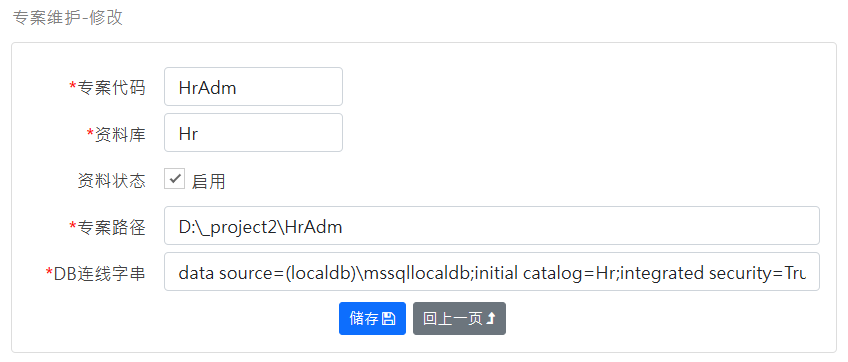 专案维护-修改
*专案代码 HrAdm
*资料库 Hr
资料状态 启用
*专案路径 D:\_project2\HrAdm
*DB连线字串 data source=(localdb)\mssqllocaldb;initial catalog=Hr;integrated security=Tru
储存 回上一页